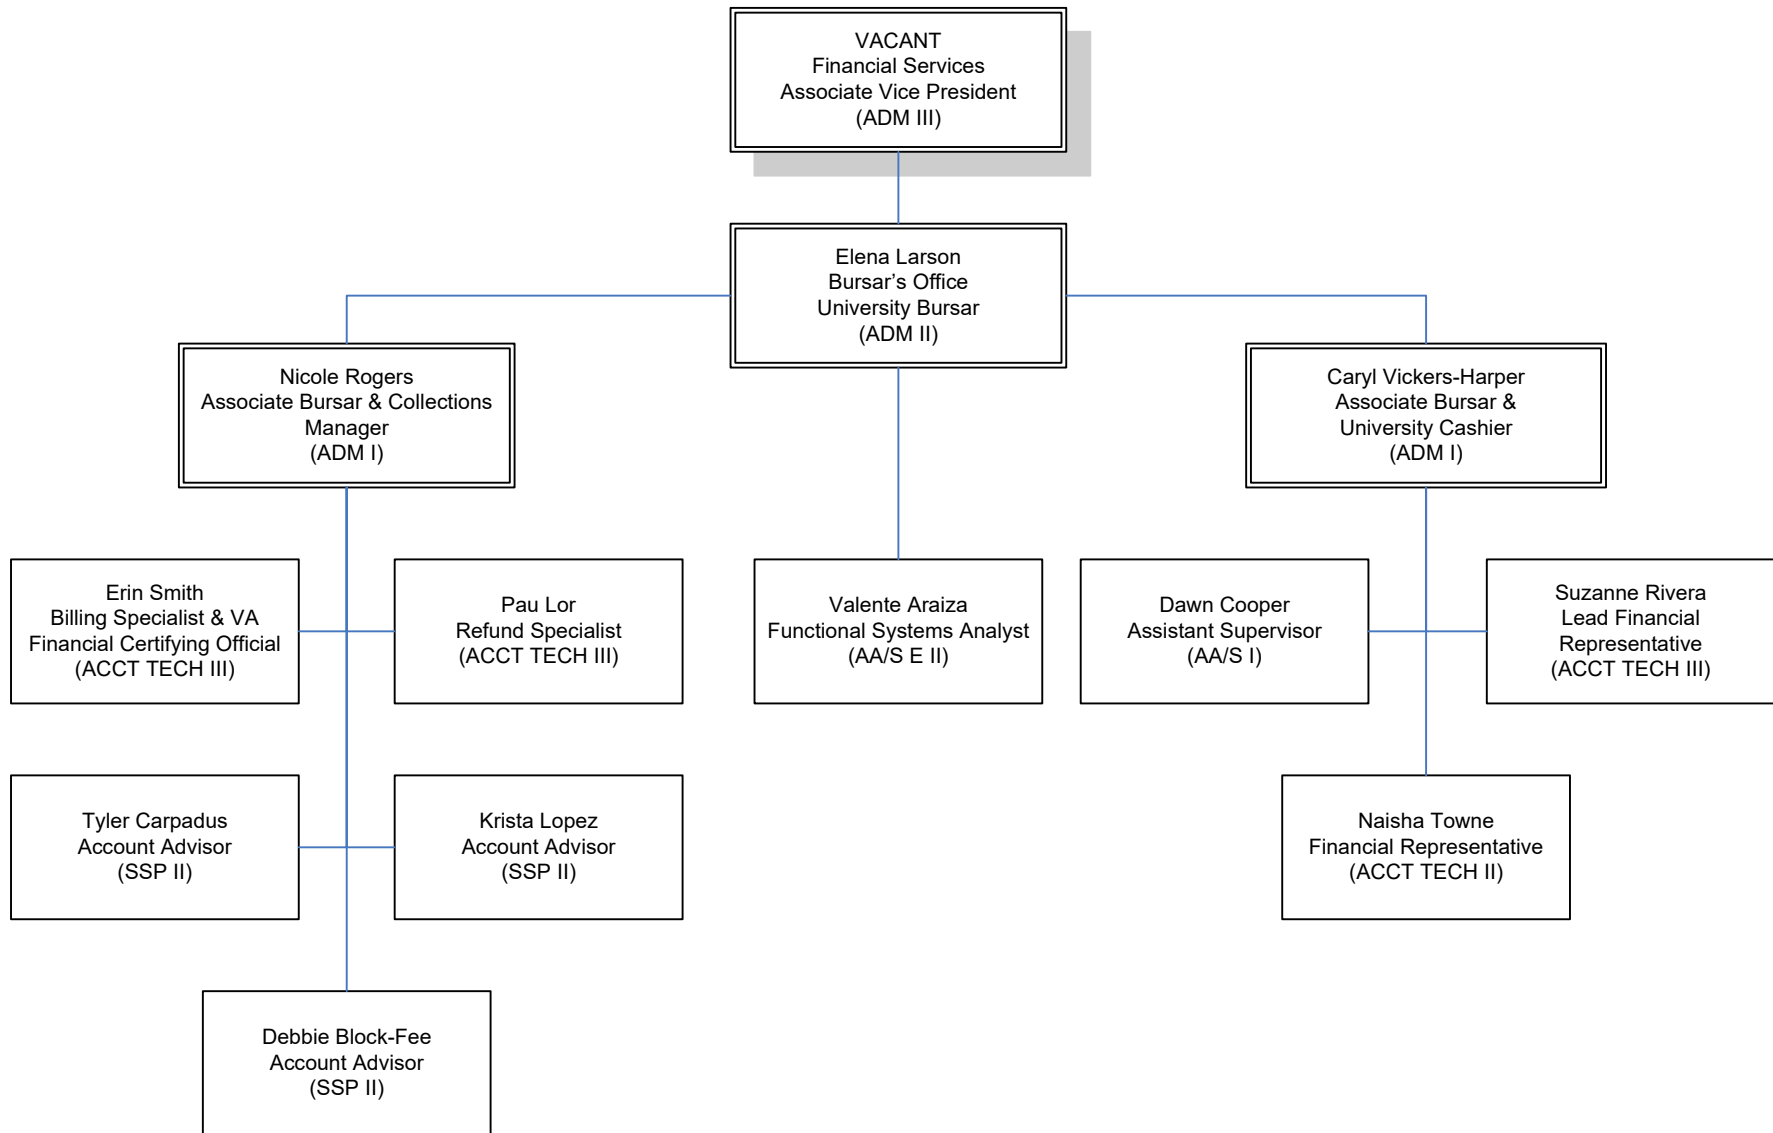 VACANT
Financial Services
Associate Vice President
(ADM III)
Elena Larson
Bursar’s Office
University Bursar
(ADM II)
Nicole Rogers
Associate Bursar & Collections
Manager
(ADM I)
Caryl Vickers-Harper
Associate Bursar &
University Cashier
(ADM I)
Erin Smith
Billing Specialist & VA
Financial Certifying Official
(ACCT TECH III)
Pau Lor
Refund Specialist
(ACCT TECH III)
Valente Araiza
Functional Systems Analyst
(AA/S E II)
Dawn Cooper
Assistant Supervisor
(AA/S I)
Suzanne Rivera
Lead Financial
Representative
(ACCT TECH III)
Tyler Carpadus
Account Advisor
(SSP II)
Krista Lopez
Account Advisor
(SSP II)
Naisha Towne
Financial Representative
(ACCT TECH II)
Debbie Block-Fee
Account Advisor
(SSP II)